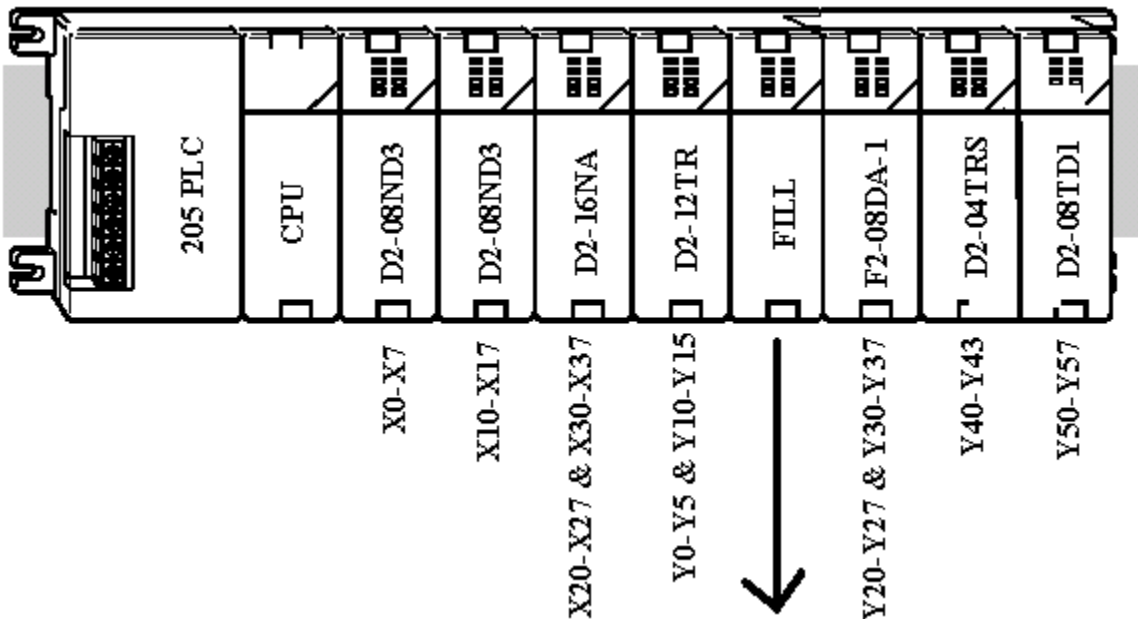 205 PLC
CPU
D2-08ND3
D2-08ND3
D2-16NA
D2-12TR
FILL
F2-08DA-1
D2-04TRS
D2-08TD1
X0-X7
X10-X17
X20-X27 & X30-X37
Y0-Y5 & Y10-Y15
Y20-Y27 & Y30-Y37
Y40-Y43
Y50-Y57